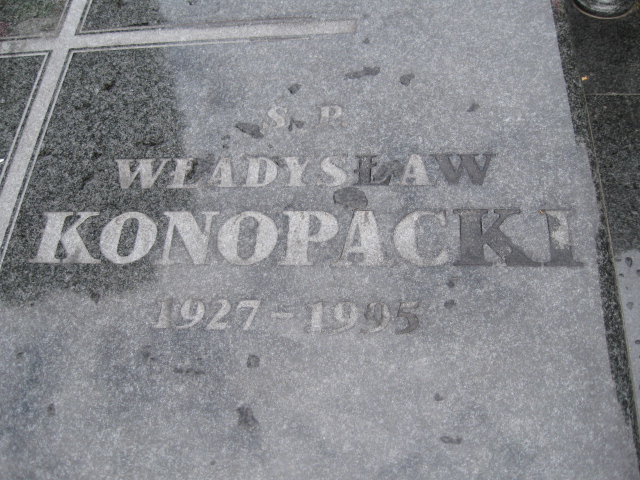 Ś. P.
WŁADYSŁAW
KONOPACKI
1927 - 1995